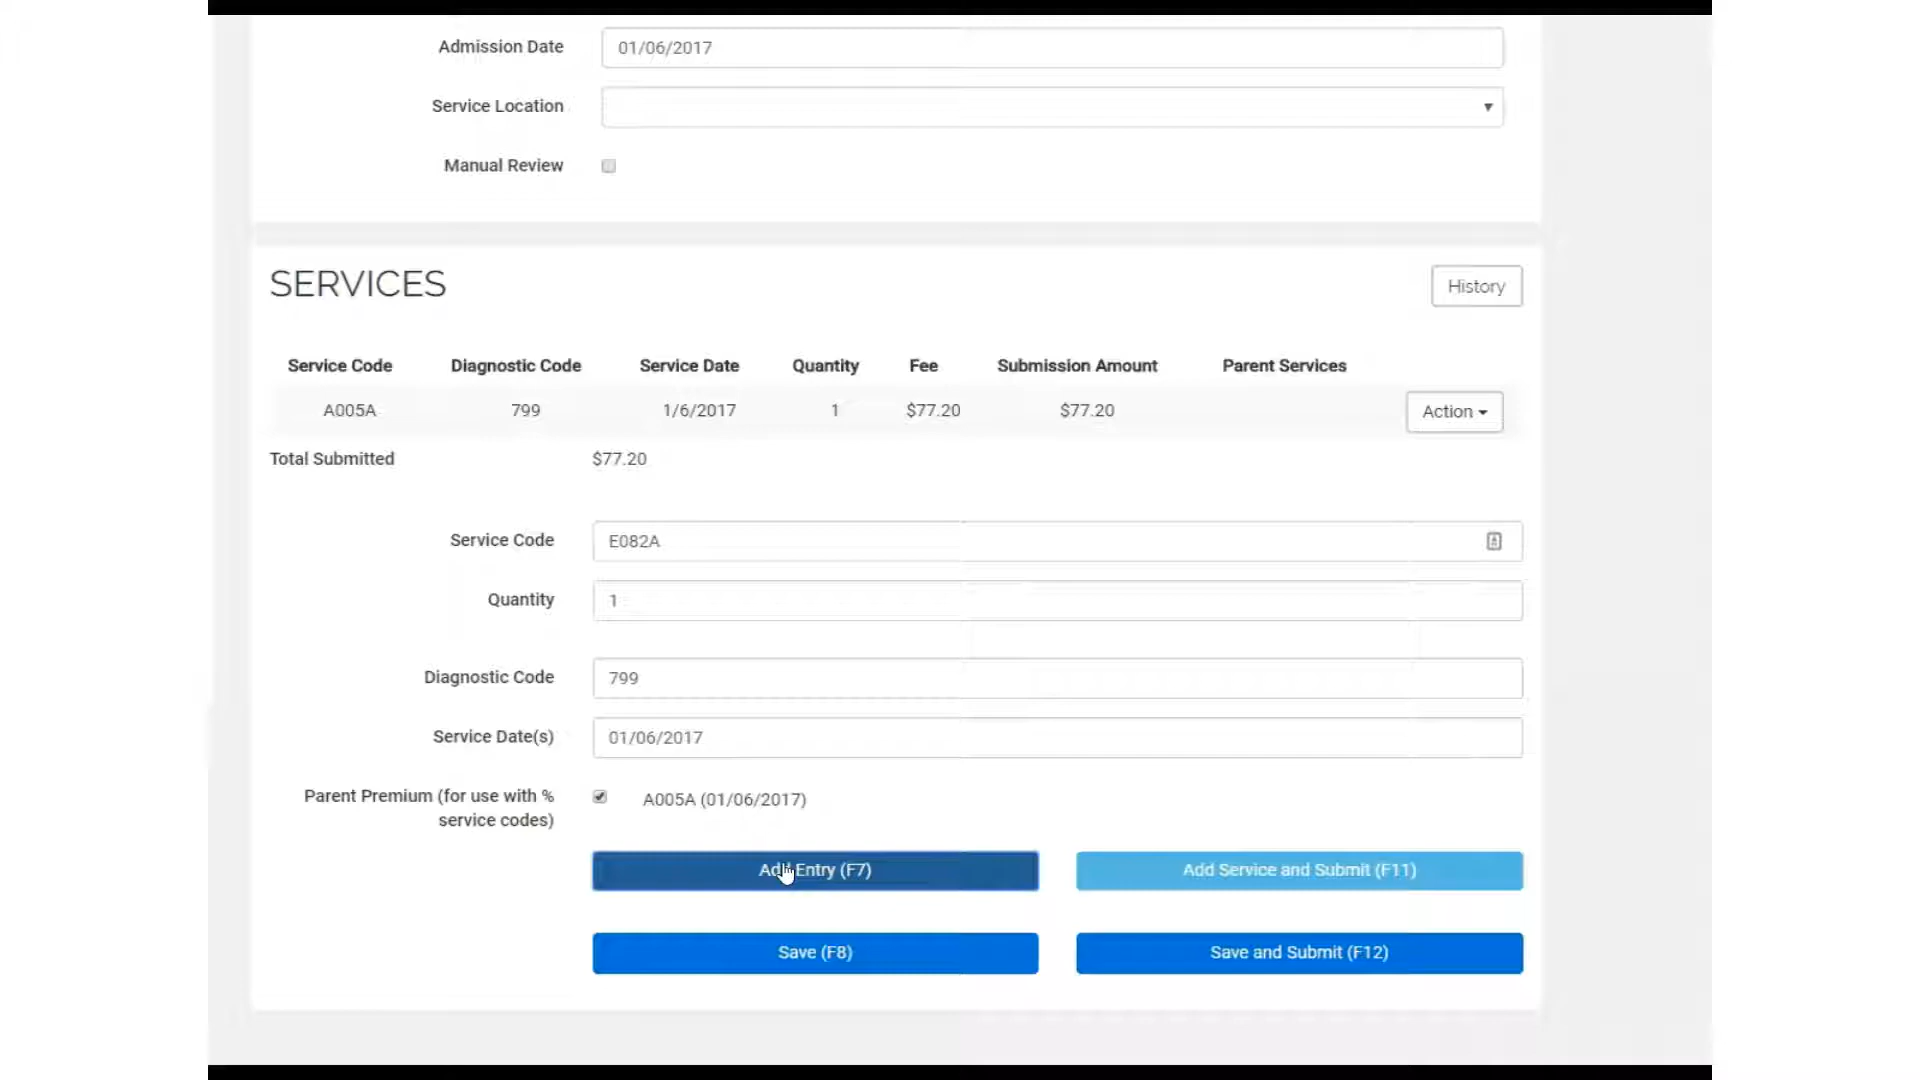 Admission Date 01/06/2017
Service Location
Manual Review
SERVICES History
Service Code Diagnostic Code Service Date Quantity Fee Submission Amount Parent Services
A005A 799 1/6/2017 1 $77.20 $77.20 Action
Total Submitted $77.20
Service Code E082A
Quantity 1
Diagnostic Code 799
Service Date(s) 01/06/2017
Parent Premium (for use with % A005A (01/06/2017)
service codes)
Add Entry (F7) Add Service and Submit (F11)
Save (F8) Save and Submit (F12)